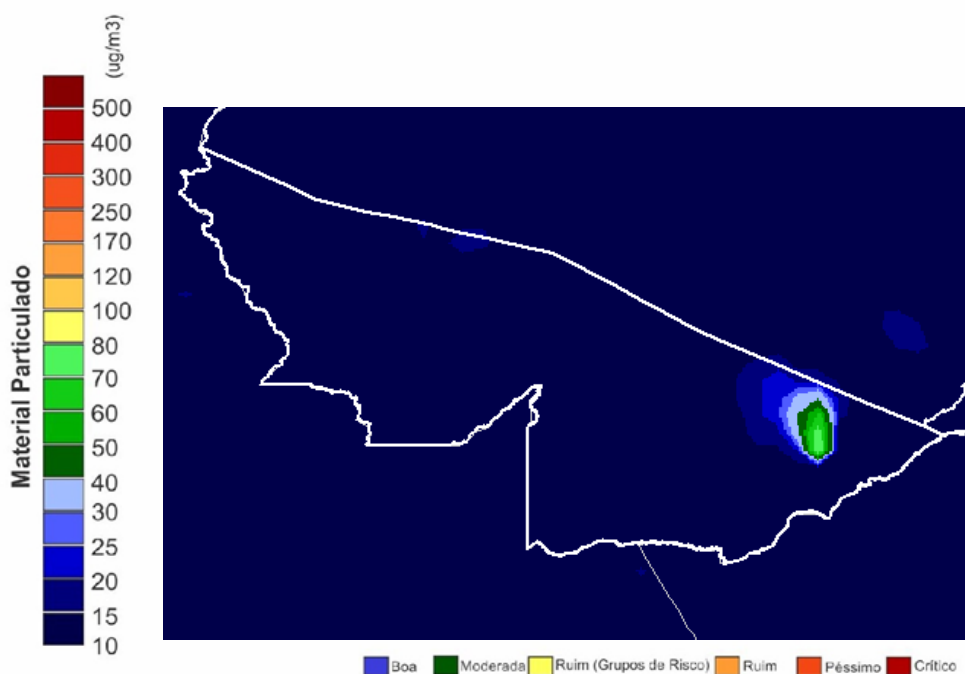 (ug/m3)
Material Particulado
500
400
300
250
170
120
100
80
70
60
50
40
30
25
20
15
10
Boa
Moderada
Ruim (Grupos de Risco)
Ruim
Péssimo
Crítico